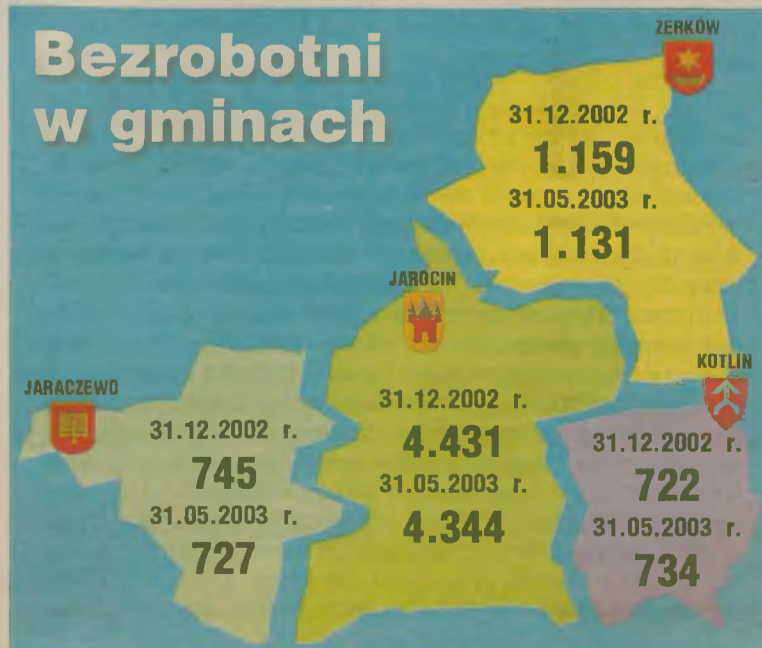 Bezrobotni
w gminach
ŻERKÓW
31.12.2002 r.
1.159
31.05.2003 r.
1.131
JAROCIN
31.12.2002 r.
4.431
31.05.2003 r.
4.344
JARACZEWO
31.12.2002 r.
745
31.05.2003 r.
727
KOTLIN
31.12.2002 r.
722
31.05.2003 r.
734